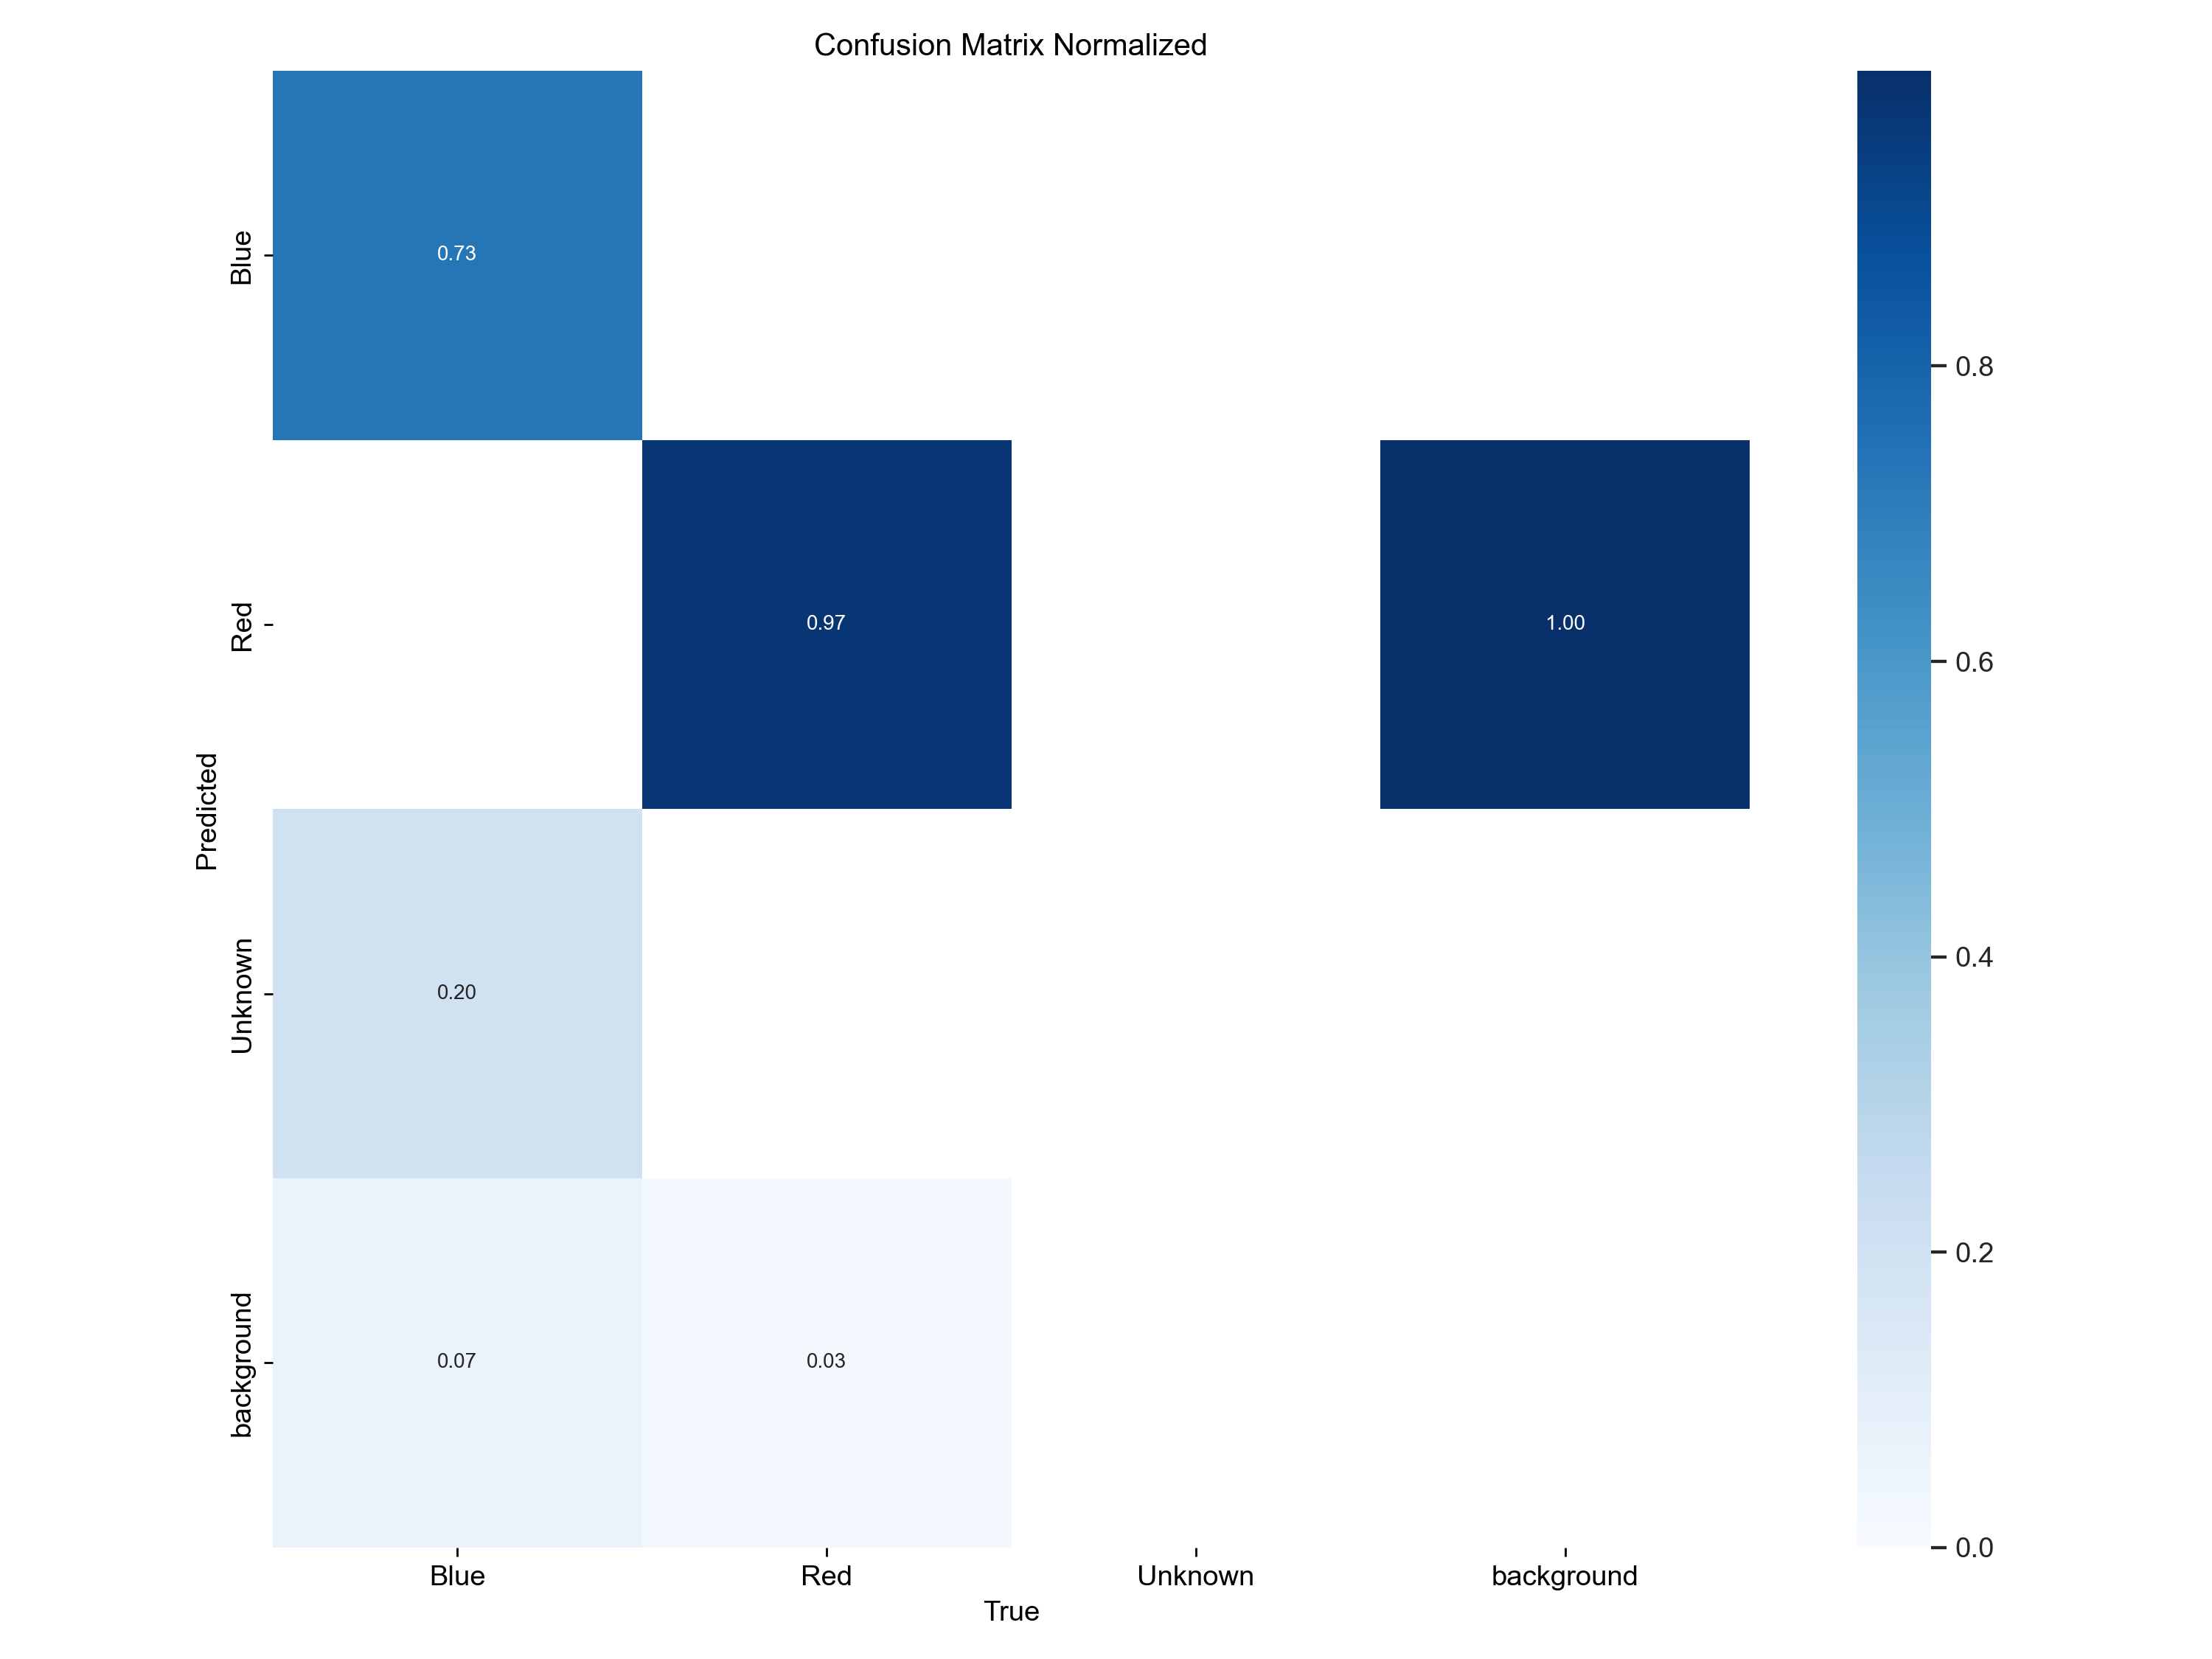 Confusion Matrix Normalized
Blue
0.73
0.8
Red
0.97
1.00
0.6
Predicted
Unknown
0.20
0.4
0.2
background
0.07
0.03
0.0
Blue
Red
Unknown
background
True